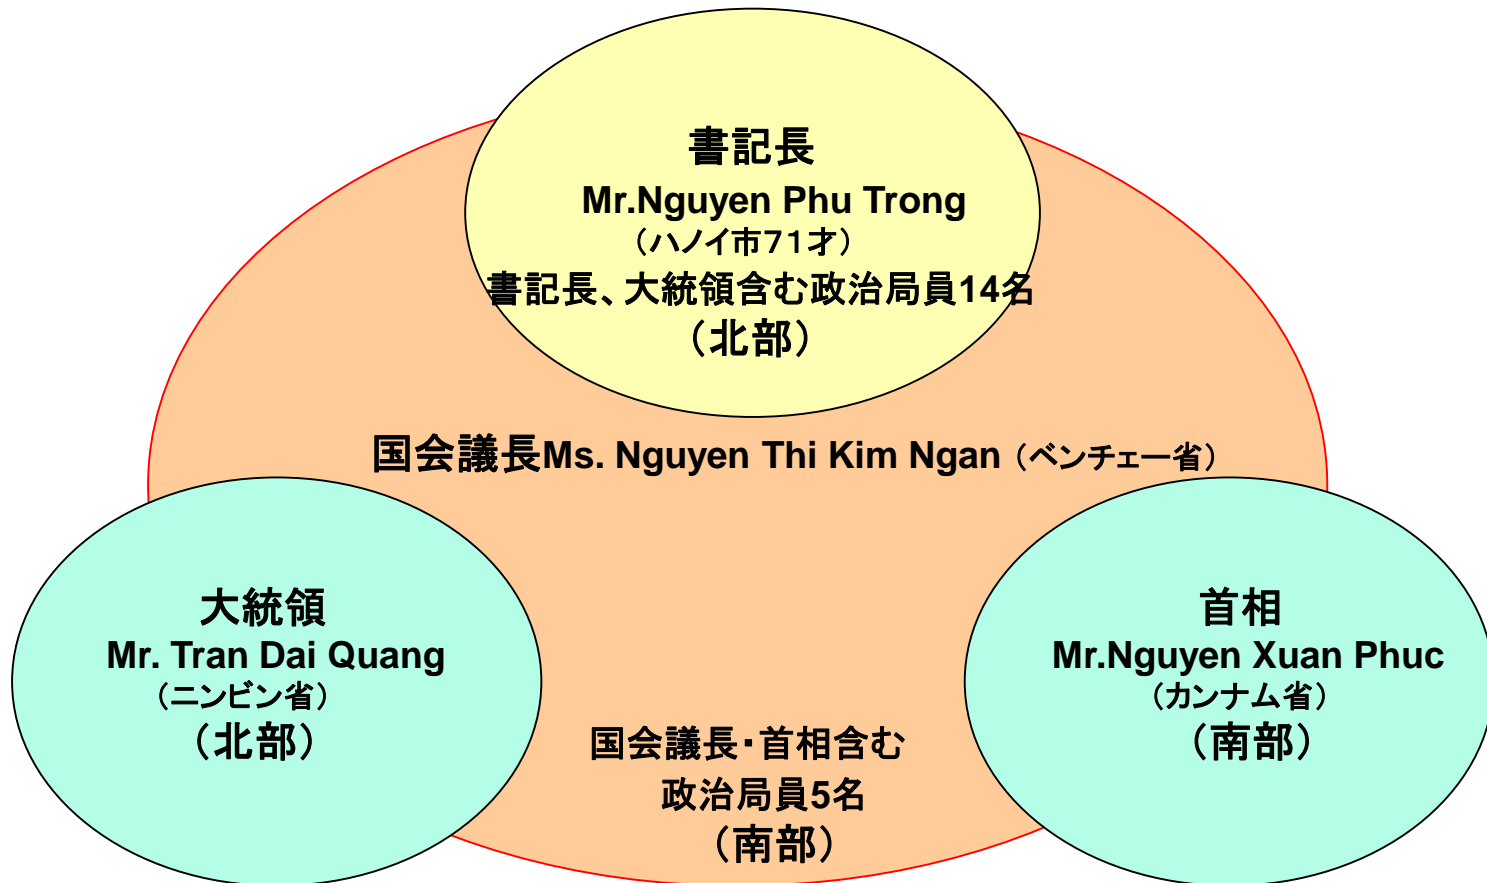 書記長
Mr.Nguyen Phu Trong
（ハノイ市７１才）
書記長、大統領含む政治局員14名
（北部）
国会議長Ms. Nguyen Thi Kim Ngan（ベンチェー省）
大統領
Mr. Tran Dai Quang
（ニンビン省）
（北部）
首相
Mr.Nguyen Xuan Phuc
（カンナム省）
（南部）
国会議長・首相含む
政治局員5名
（南部）